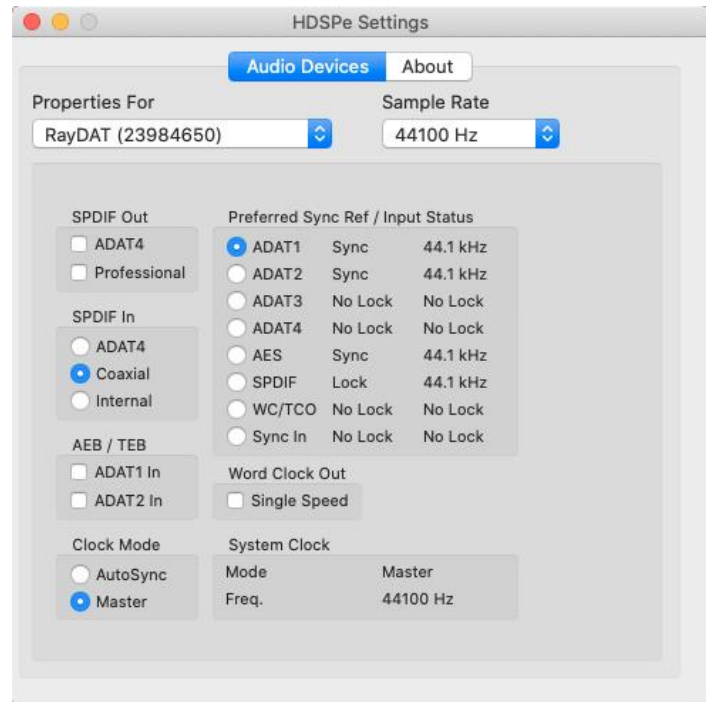 HDSPe Settings
Audio Devices About
Properties For Sample Rate
RayDAT (23984650) 44100 Hz
SPDIF Out
ADAT4
Professional
SPDIF In
ADAT4
Coaxial
Internal
AEB / TEB
ADAT1 In
ADAT2 In
Clock Mode
AutoSync
Master
Preferred Sync Ref / Input Status
ADAT1 Sync 44.1 kHz
ADAT2 Sync 44.1 kHz
ADAT3 No Lock No Lock
ADAT4 No Lock No Lock
AES Sync 44.1 kHz
SPDIF Lock 44.1 kHz
WC/TCO No Lock No Lock
Sync In No Lock No Lock
Word Clock Out
Single Speed
System Clock
Mode Master
Freq. 44100 Hz